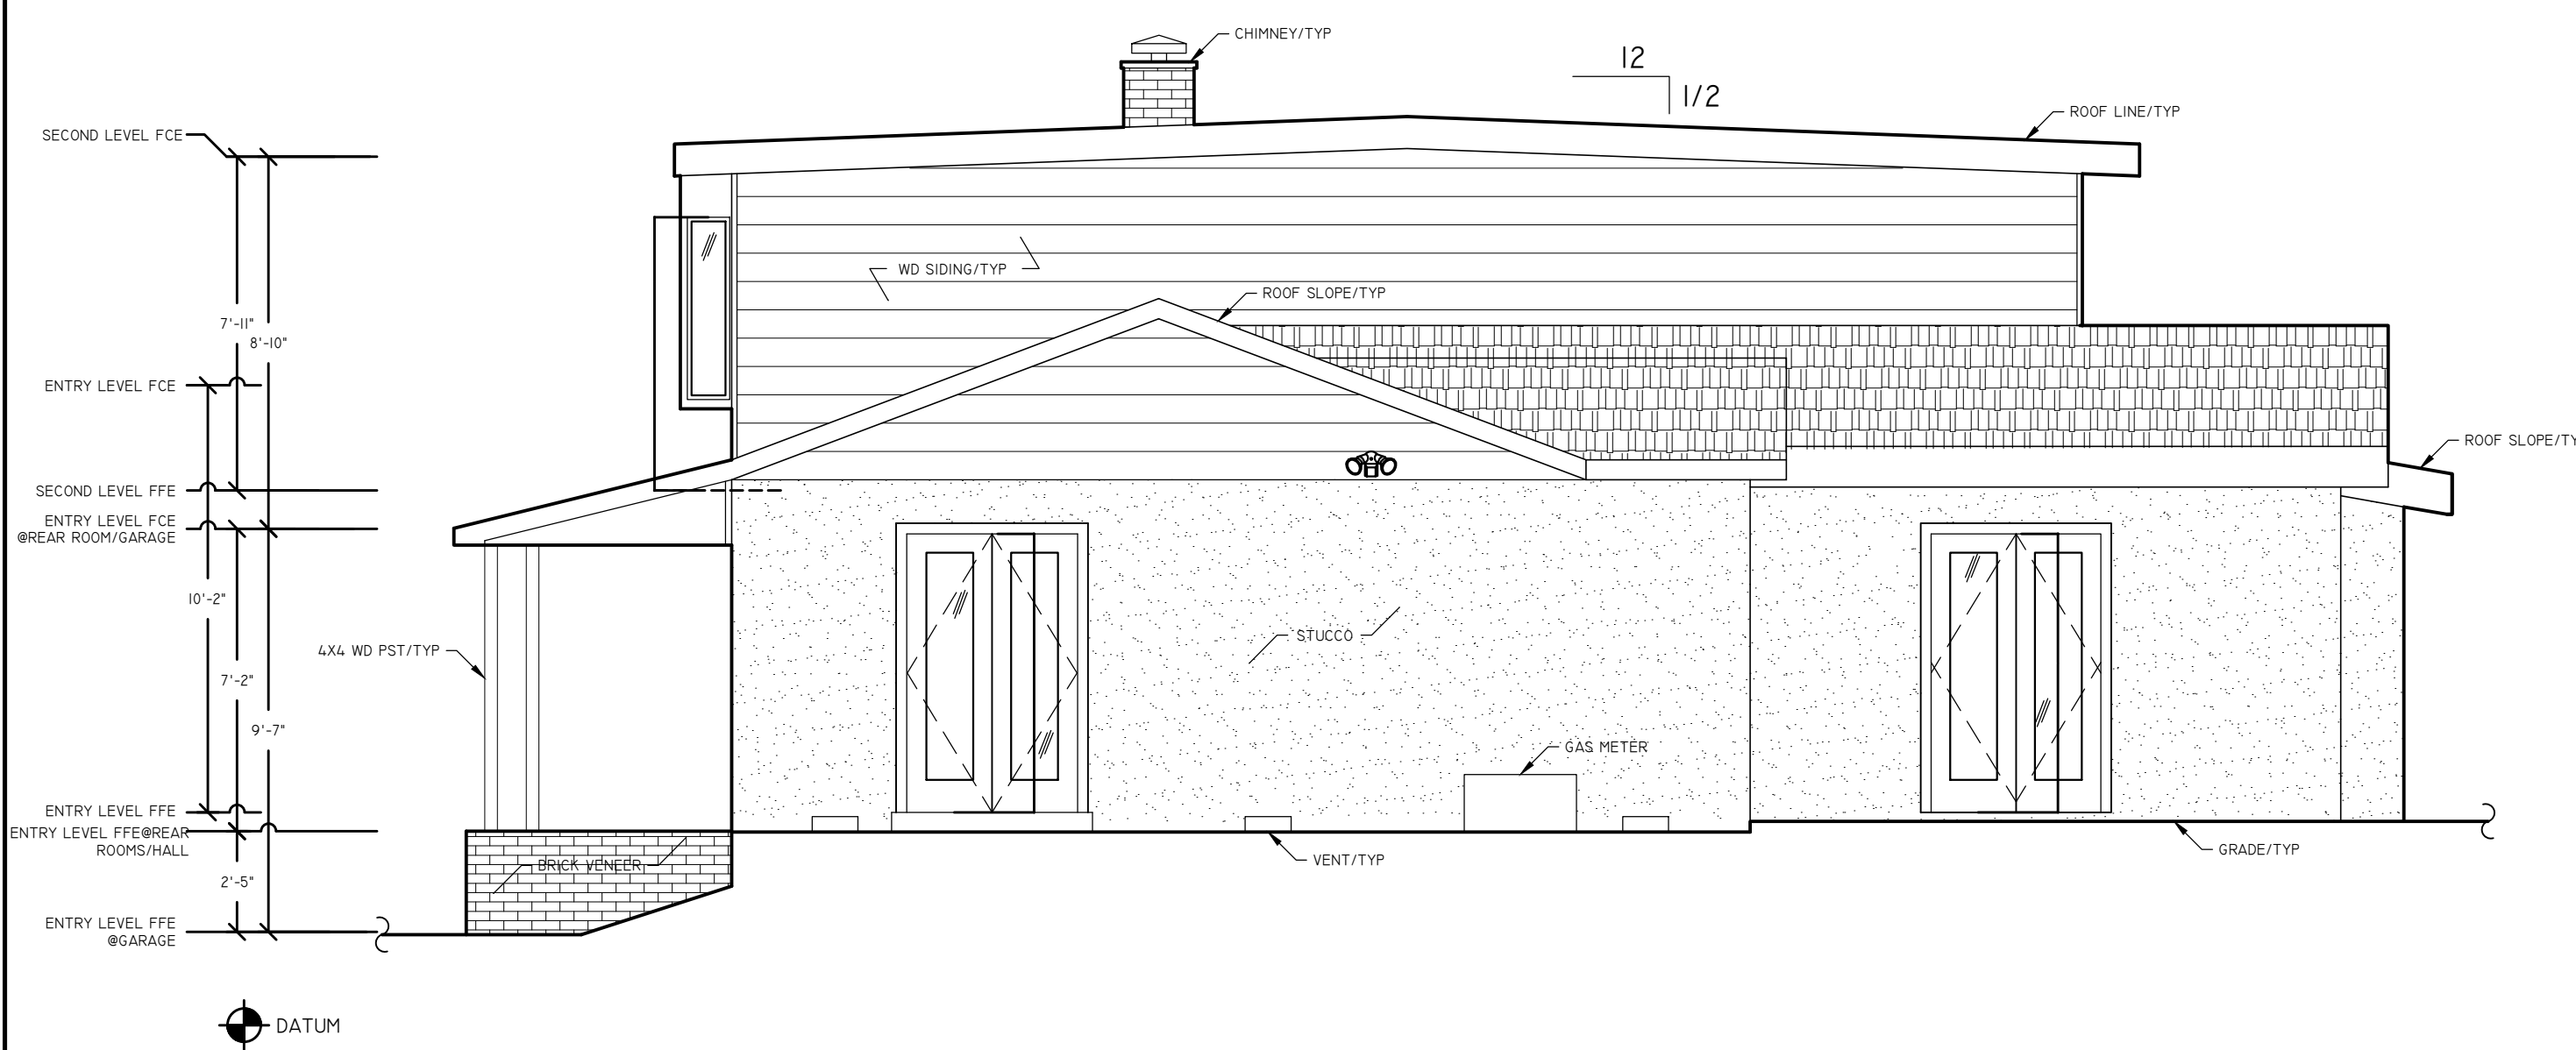 CHIMNEY/TYP
12
1/2
ROOF LINE/TYP
SECOND LEVEL FCE
WD SIDING/TYP
ROOF SLOPE/TYP
7'-11"
8'-10"
ENTRY LEVEL FCE
ROOF SLOPE/TY
SECOND LEVEL FFE
ENTRY LEVEL FCE
@REAR ROOM/GARAGE
10'-2"
STUCCO
4X4 WD PST/TYP
7'-2"
9'-7"
GAS METER
ENTRY LEVEL FFE
ENTRY LEVEL FFE@REAR
ROOMS/HALL
BRICK VENEER
VENT/TYP
GRADE/TYP
2'-5"
ENTRY LEVEL FFE
@GARAGE
DATUM